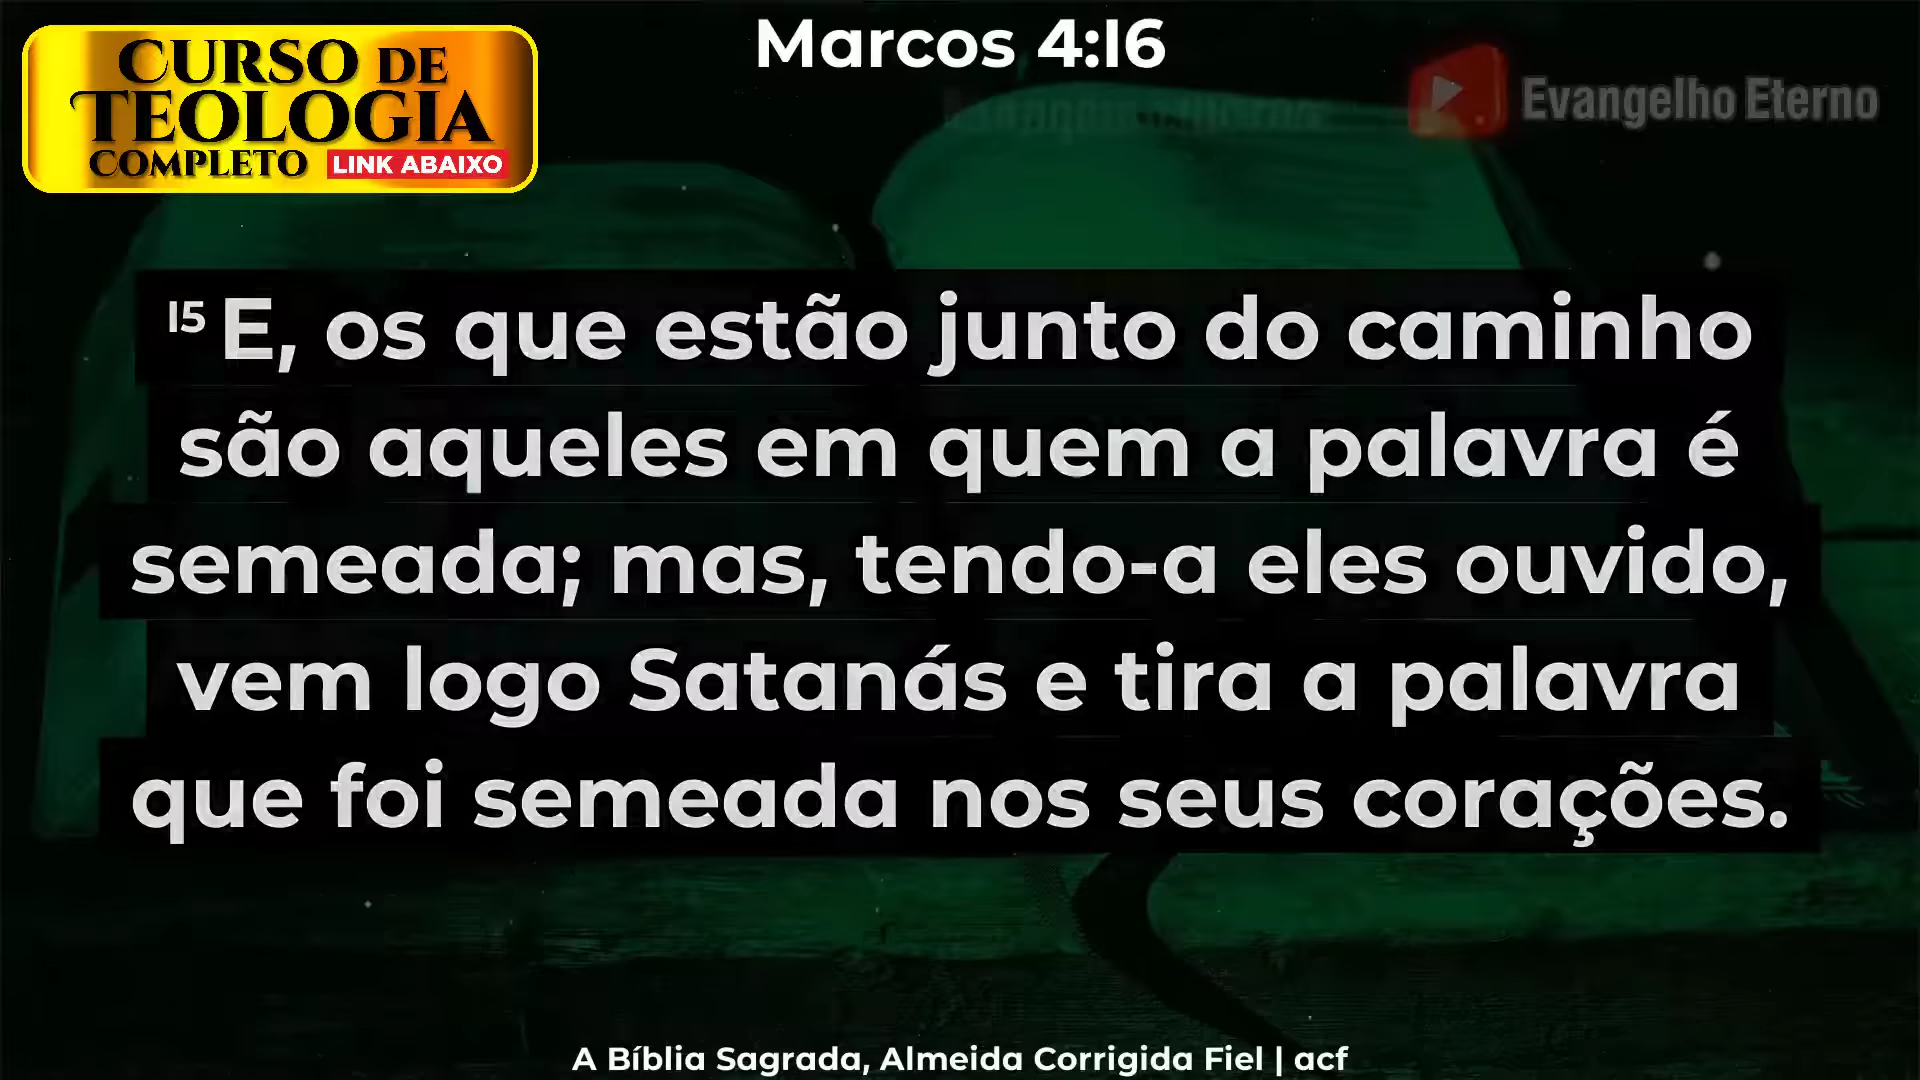 Marcos 4:16
CURSO DE
TEOLOGIA
COMPLETO LINK ABAIXO
Evangelho Eterno
15 E, os que estão junto do caminho
são aqueles em quem a palavra é
semeada; mas, tendo-a eles ouvido,
vem logo Satanás e tira a palavra
que foi semeada nos seus corações.
A Bíblia Sagrada, Almeida Corrigida Fiel | acf